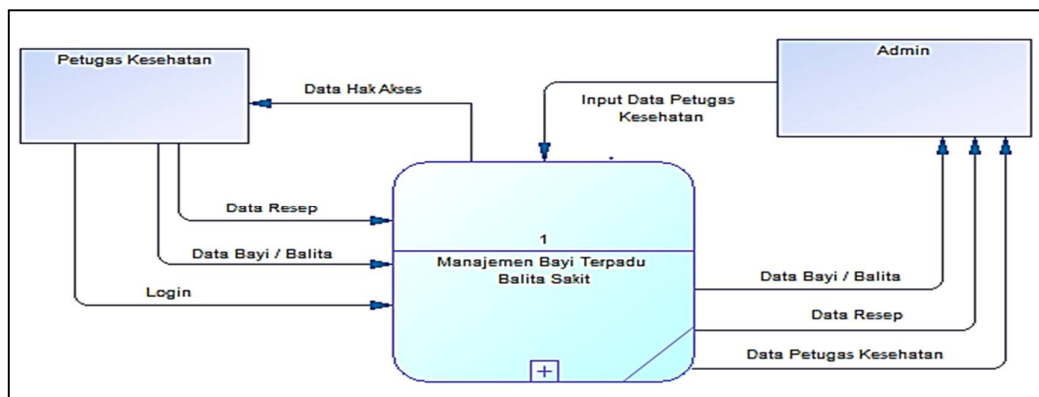 Petugas Kesehatan
Admin
Data Hak Akses
Input Data Petugas
Kesehatan
Data Resep
Data Bayi / Balita
Login
1
Manajemen Bayi Terpadu
Balita Sakit
Data Bayi / Balita
Data Resep
Data Petugas Kesehatan